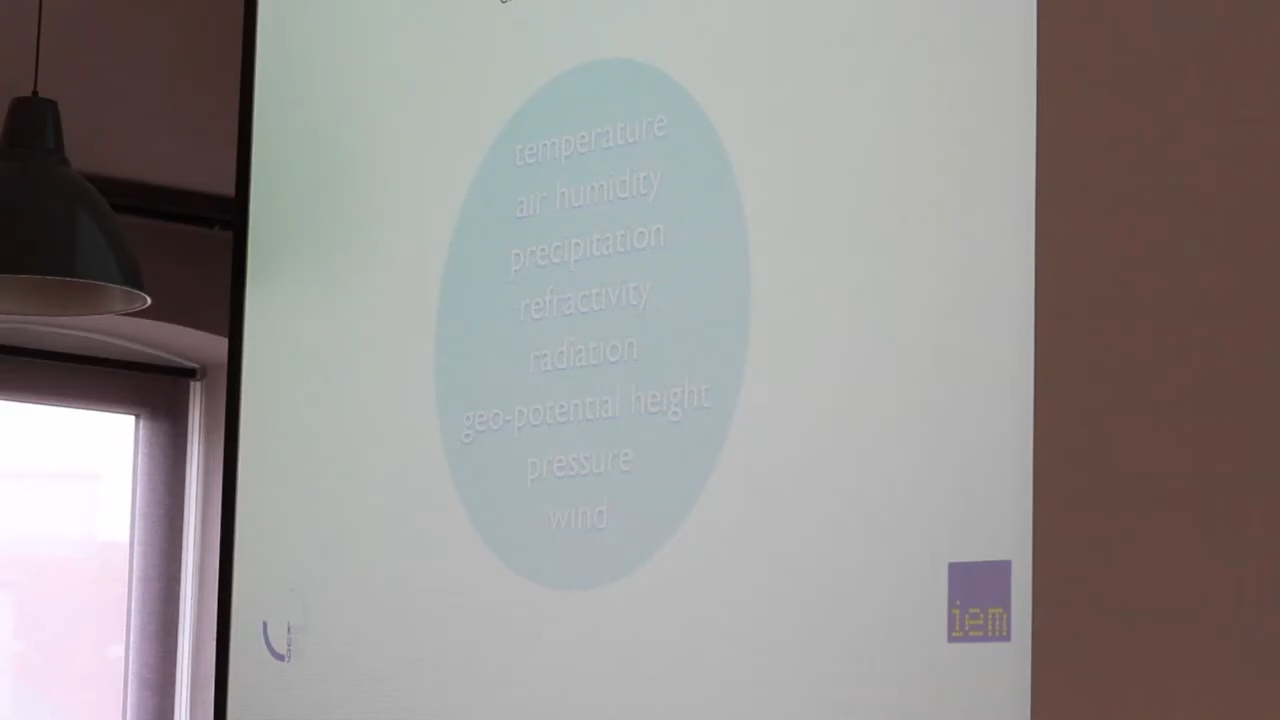 temperature
air humidity
precipitation
refractivity
radiation
geo-potential height
pressure
wind
iem